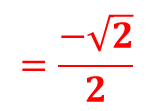 = -√2 / 2